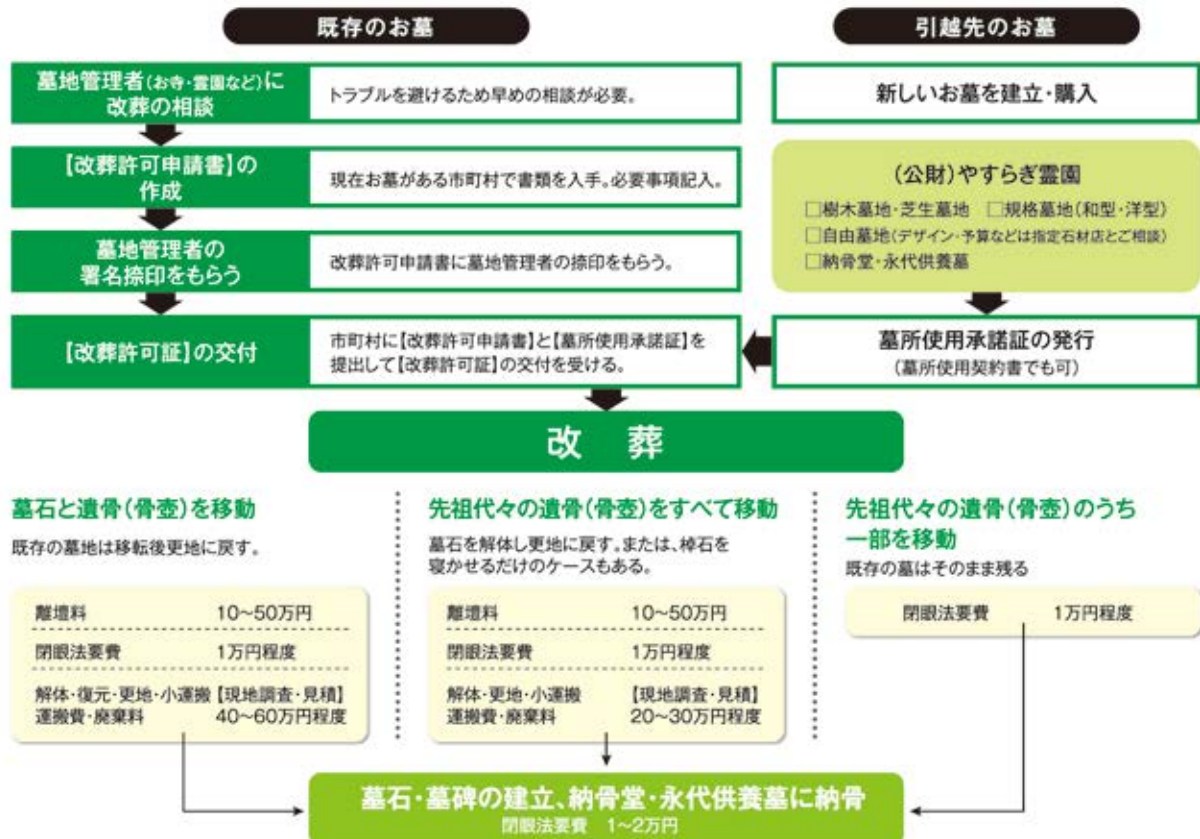 既存のお墓
引越先のお墓
墓地管理者(お寺・霊園など)に
改葬の相談
トラブルを避けるため早めの相談が必要。
【改葬許可申請書】の
作成
現在お墓がある市町村で書類を入手。必要事項記入。
墓地管理者の
署名捺印をもらう
改葬許可申請書に墓地管理者の捺印をもらう。
【改葬許可証】の交付
市町村に【改葬許可申請書】と【墓所使用承諾証】を
提出して【改葬許可証】の交付を受ける。
新しいお墓を建立・購入
(公財)やすらぎ霊園
□樹木墓地・芝生墓地 □規格墓地(和型・洋型)
□自由墓地(デザイン・予算などは指定石材店とご相談)
□納骨堂・永代供養墓
墓所使用承諾証の発行
(墓所使用契約書でも可)
改 葬
墓石と遺骨(骨壺)を移動
既存の墓地は移転後更地に戻す。
離壇料 10~50万円
閉眼法要費 1万円程度
解体・復元・更地・小運搬【現地調査・見積】
運搬費・廃棄料 40~60万円程度
先祖代々の遺骨(骨壺)をすべて移動
墓石を解体し更地に戻す。または、棹石を
寝かせるだけのケースもある。
離壇料 10~50万円
閉眼法要費 1万円程度
解体・更地・小運搬 【現地調査・見積】
運搬費・廃棄料 20~30万円程度
先祖代々の遺骨(骨壺)のうち
一部を移動
既存の墓はそのまま残る
閉眼法要費 1万円程度
墓石・墓碑の建立、納骨堂・永代供養墓に納骨
閉眼法要費 1~2万円